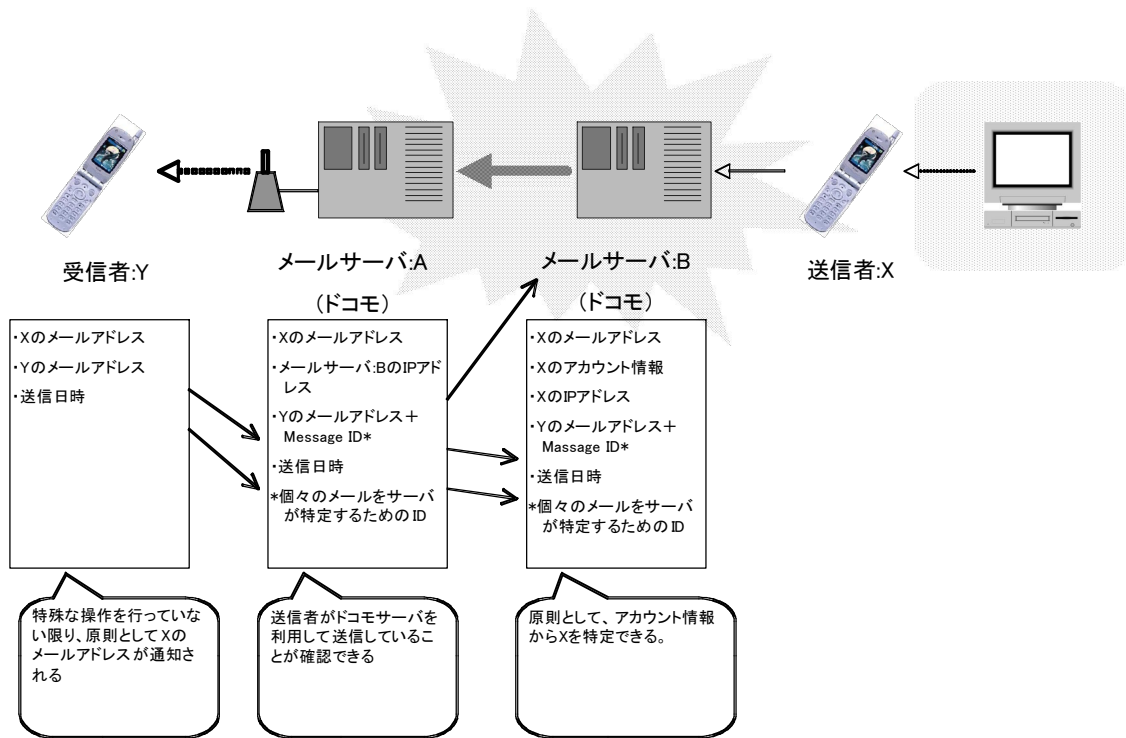 受信者:Y
メールサーバ:A
(ドコモ)
メールサーバ:B
(ドコモ)
送信者:X
・Xのメールアドレス
・Yのメールアドレス
・送信日時
・Xのメールアドレス
・メールサーバ:BのIPアド
レス
・Yのメールアドレス＋
Message ID*
・送信日時
*個々のメールをサーバ
が特定するためのID
・Xのメールアドレス
・Xのアカウント情報
・XのIPアドレス
・Yのメールアドレス＋
Massage ID*
・送信日時
*個々のメールをサーバ
が特定するためのID
特殊な操作を行っていな
い限り、原則としてXの
メールアドレスが通知さ
れる
送信者がドコモサーバを
利用して送信しているこ
とが確認できる
原則として、アカウント情報
からXを特定できる。